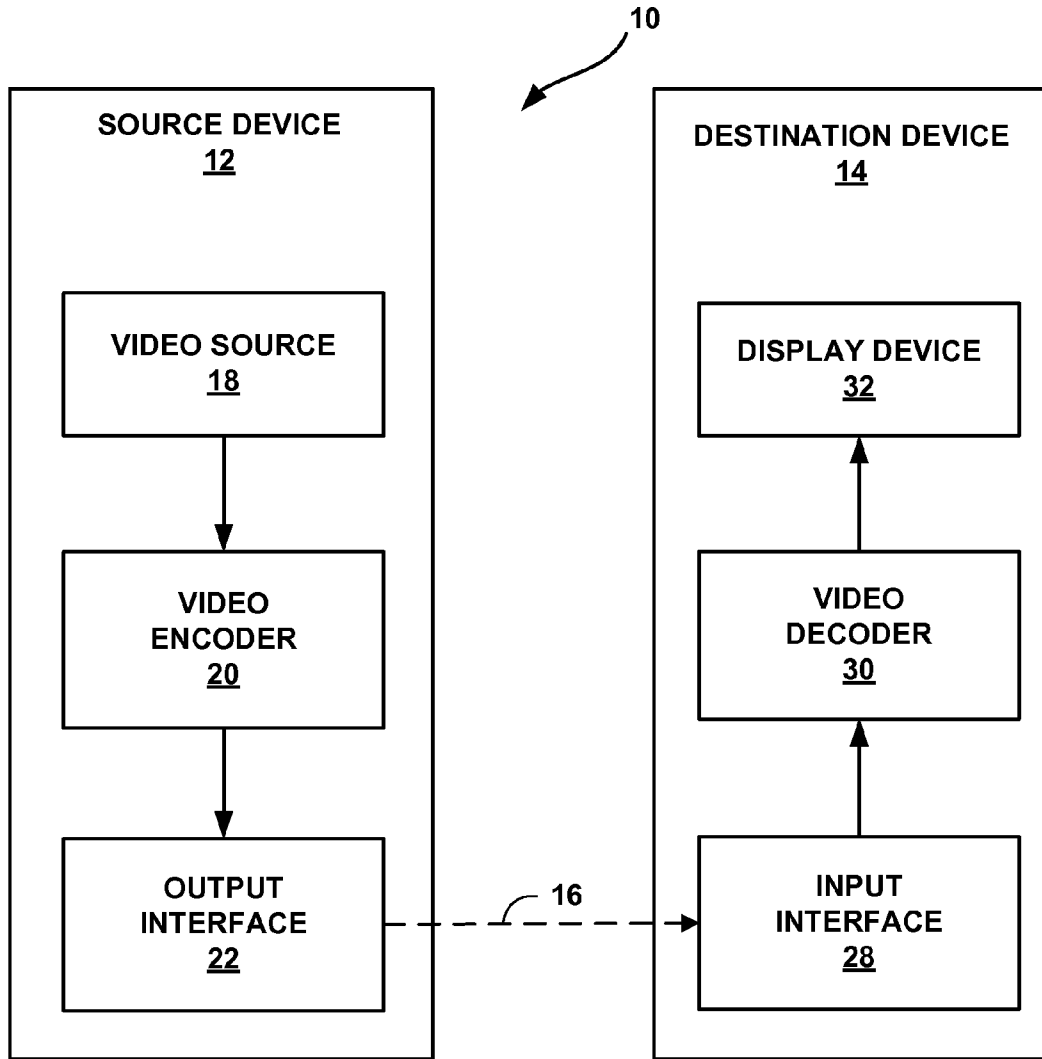 10
SOURCE DEVICE
12
VIDEO SOURCE
18
VIDEO
ENCODER
20
OUTPUT
INTERFACE
22
16
DESTINATION DEVICE
14
DISPLAY DEVICE
32
VIDEO
DECODER
30
INPUT
INTERFACE
28